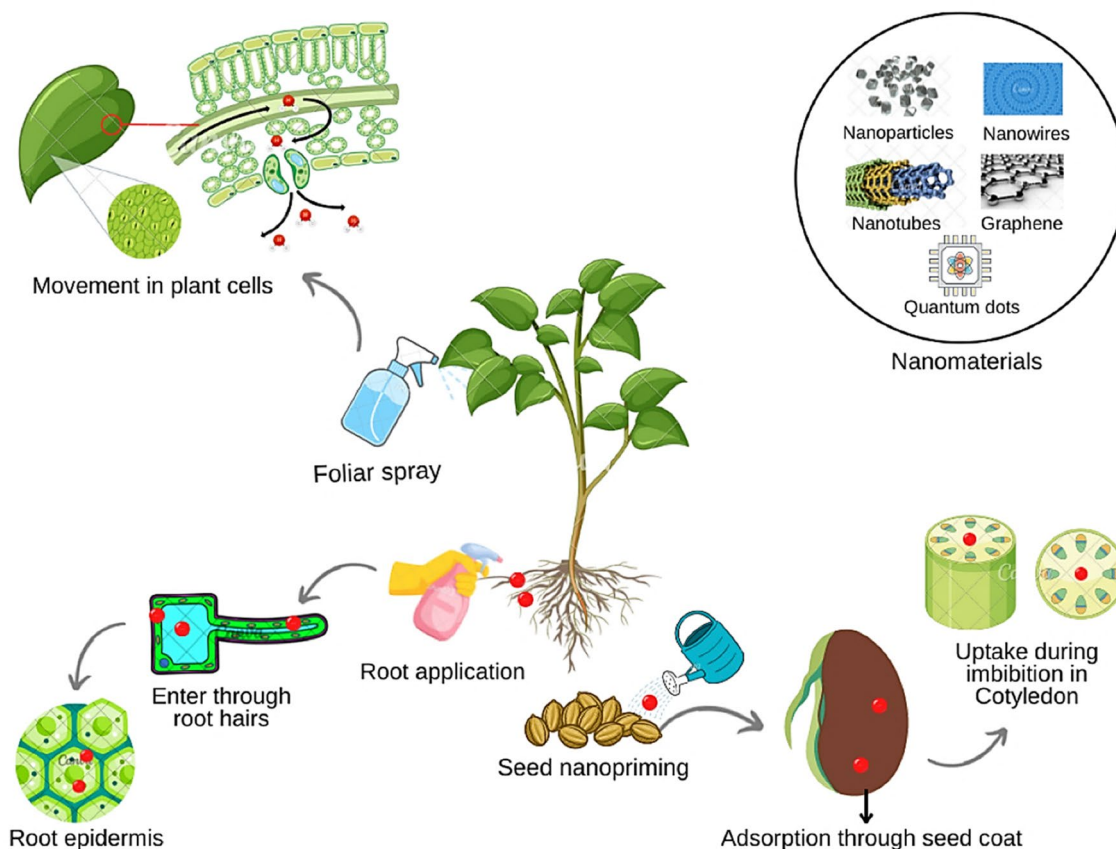 Nanoparticles
Nanowires
Nanotubes
Graphene
Quantum dots
Nanomaterials
Movement in plant cells
Foliar spray
Root application
Enter through
root hairs
Root epidermis
Seed nanopriming
Adsorption through seed coat
Uptake during
imbibition in
Cotyledon